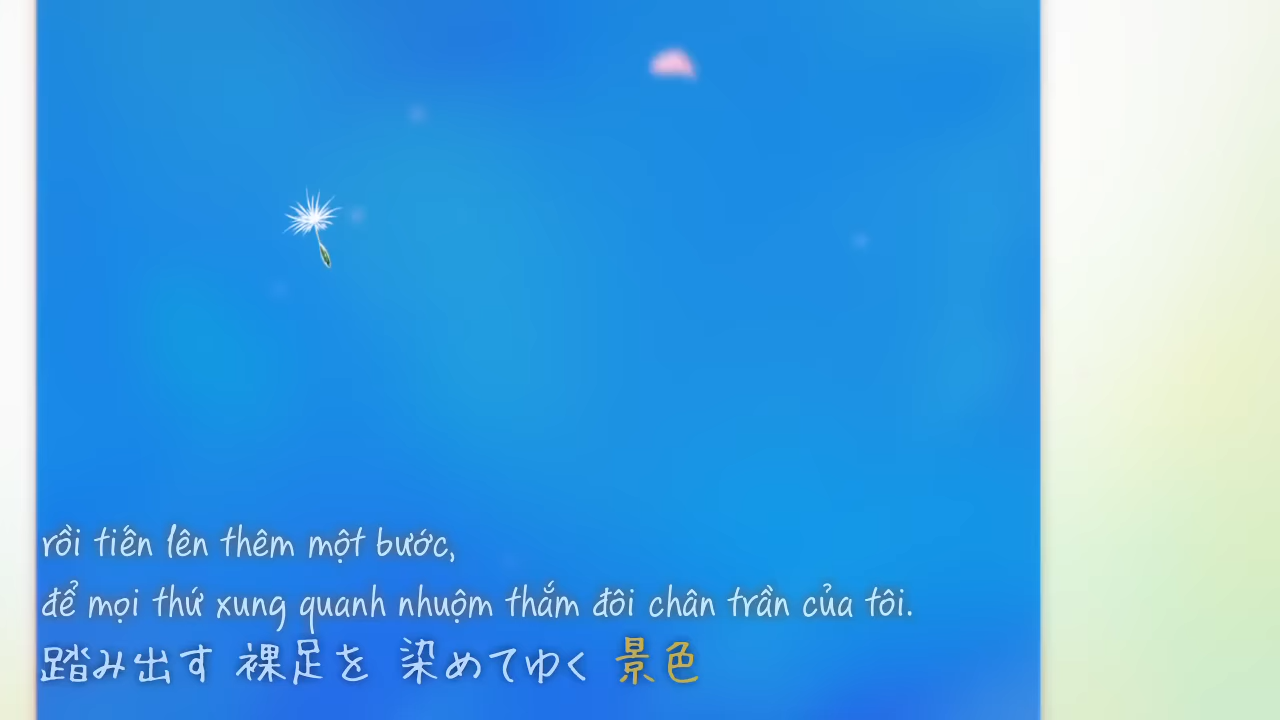 rồi tiến lên thêm một bước,
để mọi thứ xung quanh nhuộm thắm đôi chân trần của tôi.
踏み出す 裸足を 染めてゆく 景色